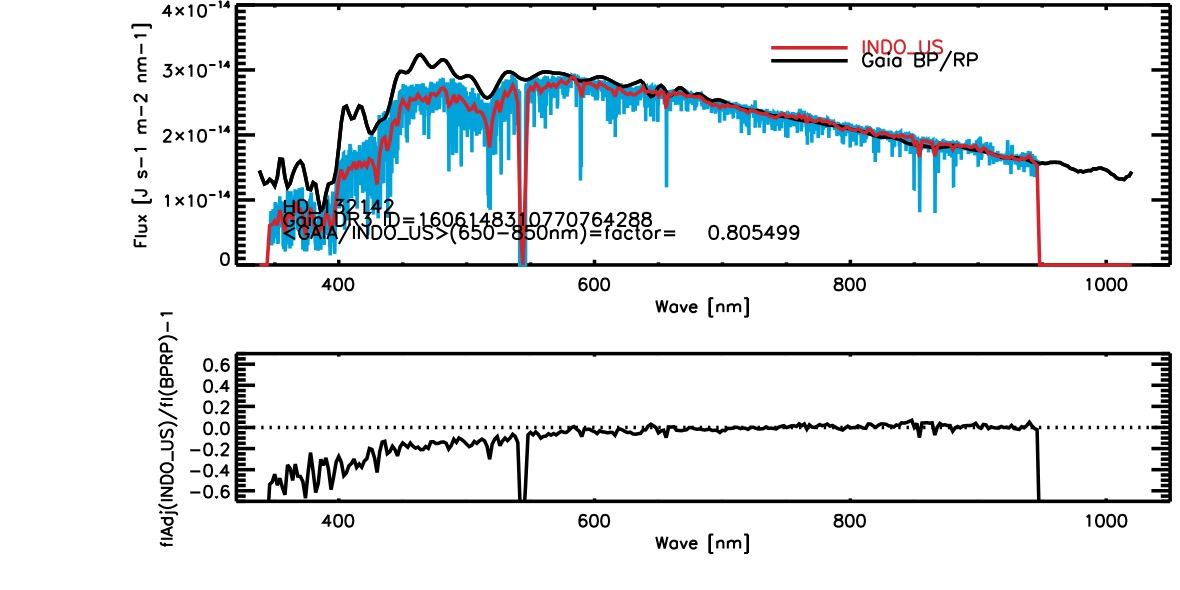 4×10−14
3×10−14
2×10−14
1×10−14
0
Flux [J s−1 m−2 nm−1]
INDO_US
Gaia BP/RP
HD_132142
Gaia DR3 ID=1606148310770764288
<GAIA/INDO_US>(650−850nm)=factor= 0.805499
400 600 800 1000
Wave [nm]
0.6
0.4
0.2
0.0
−0.2
−0.4
−0.6
flAdj(INDO_US)/fl(BPRP)−1
400 600 800 1000
Wave [nm]